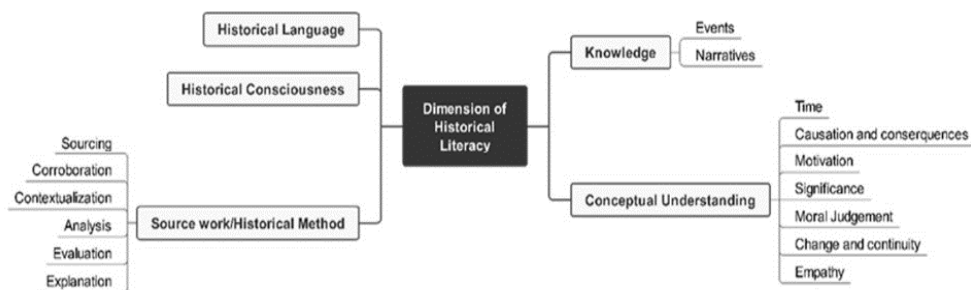 Historical Language
Historical Consciousness
Sourcing
Corroboration
Contextualization
Analysis
Evaluation
Explanation
Source work/Historical Method
Dimension of
Historical
Literacy
Knowledge
Events
Narratives
Conceptual Understanding
Time
Causation and conserquences
Motivation
Significance
Moral Judgement
Change and continuity
Empathy